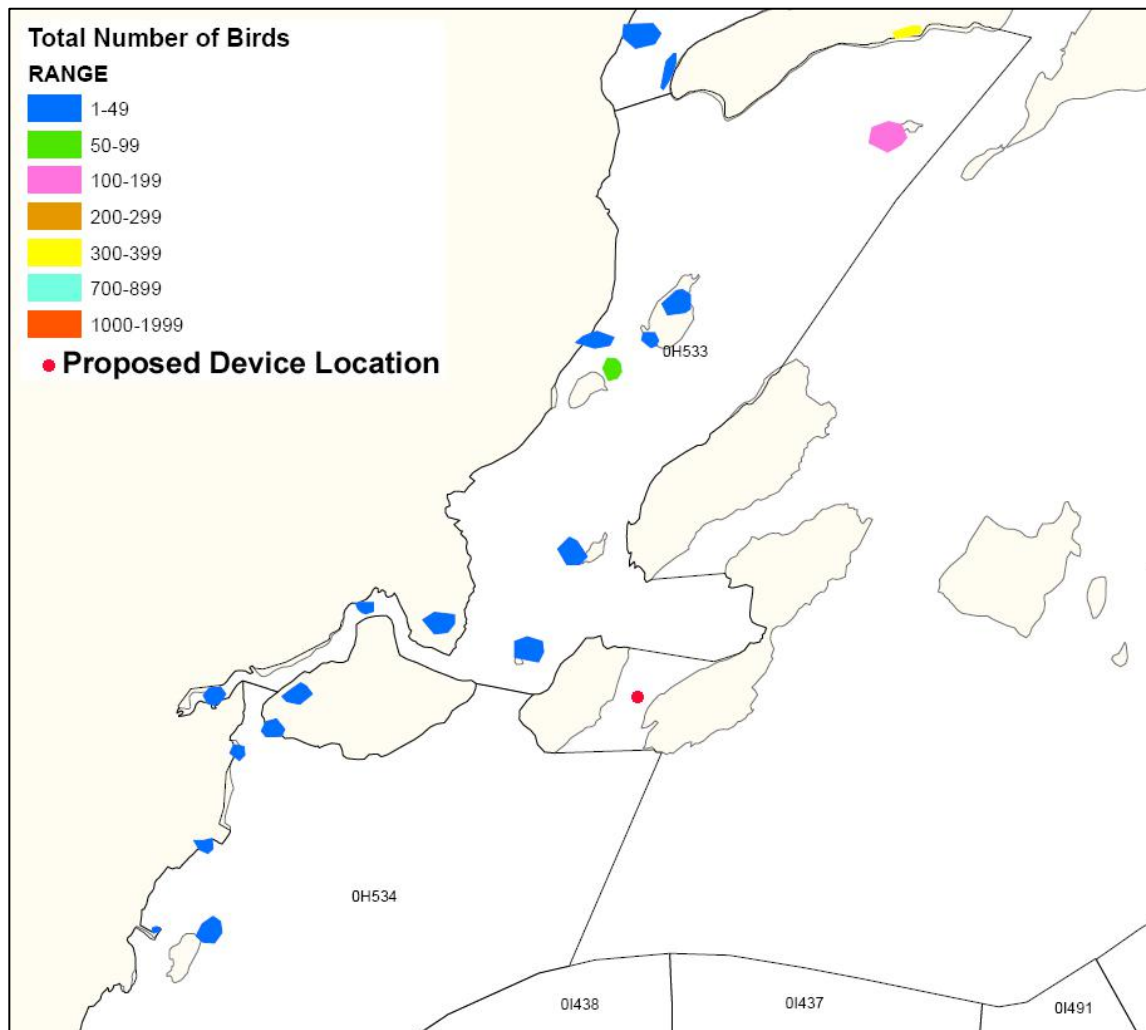 Total Number of Birds
RANGE
1-49
50-99
100-199
200-299
300-399
700-899
1000-1999
Proposed Device Location
0H533
0H534
0I438
0I437
0I491